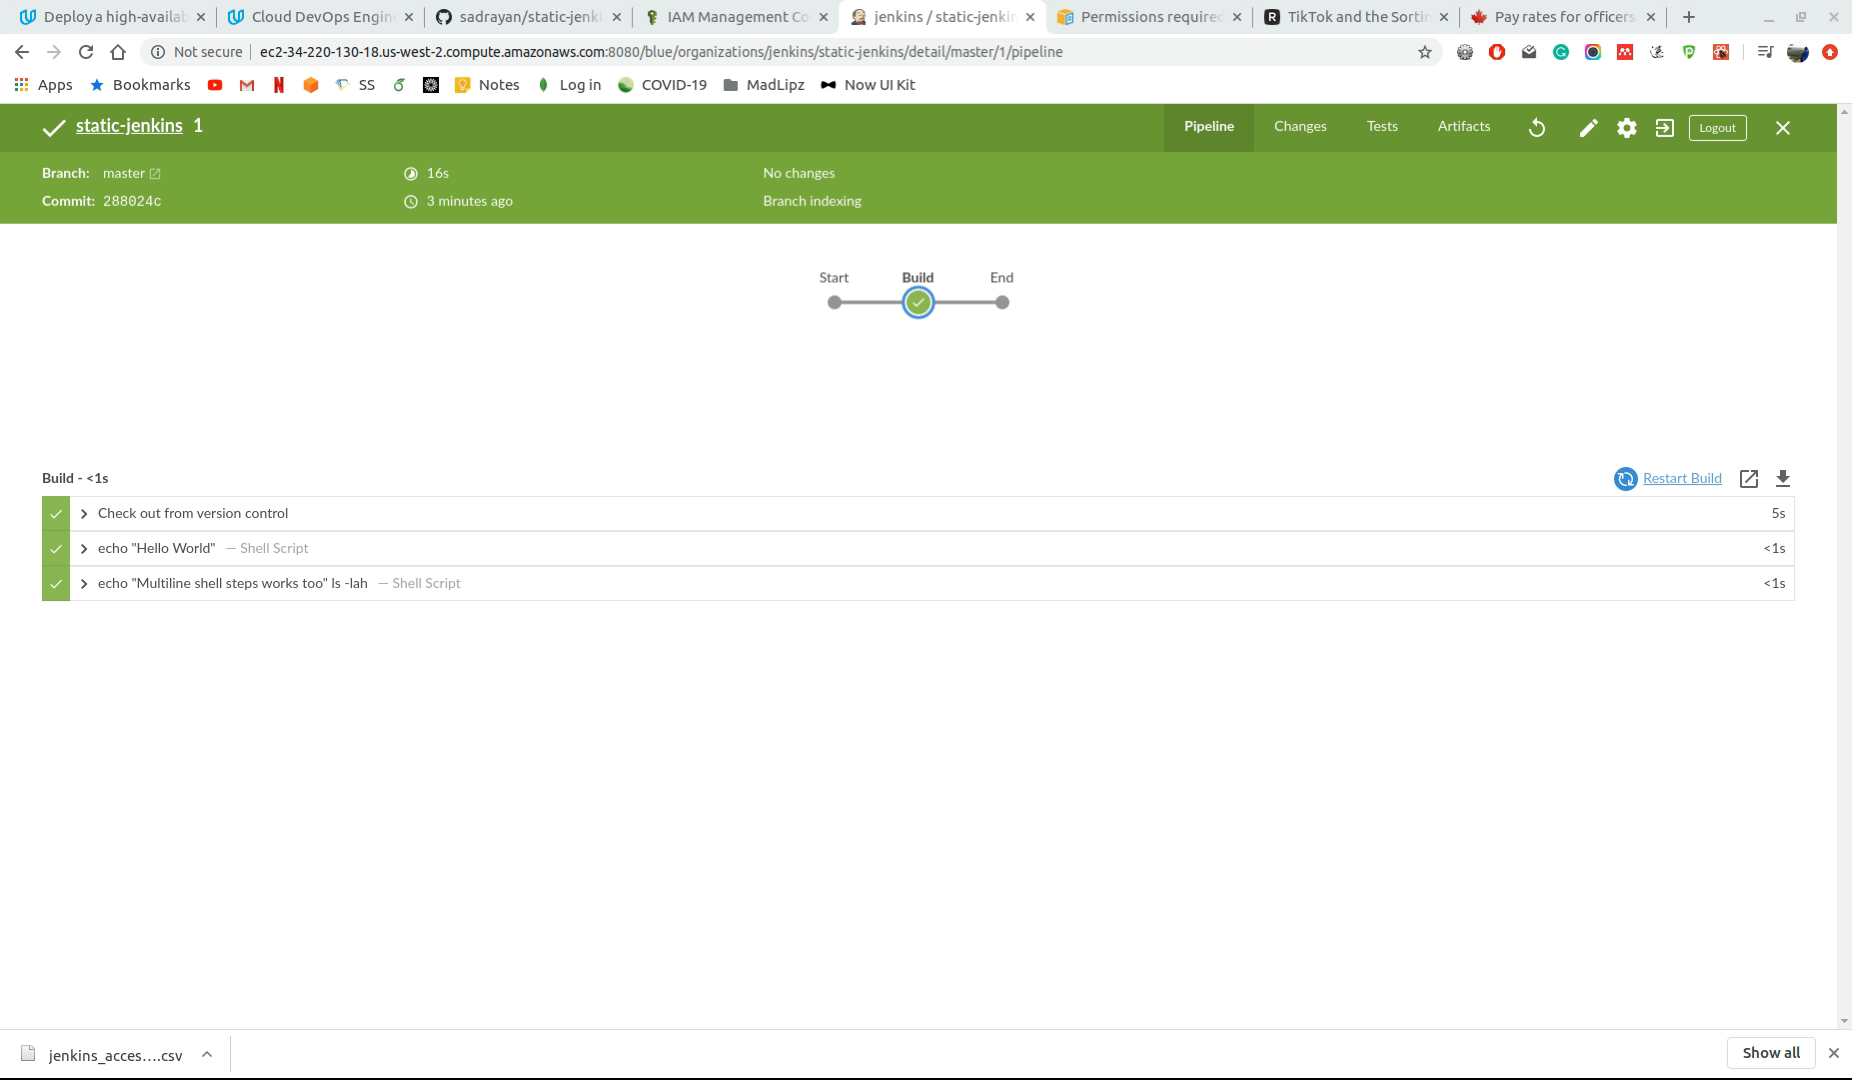 Deploy a high-availab
Cloud DevOps Engin
sadrayan/static-jenki
IAM Management Co
jenkins / static-jenkin
Permissions required
TikTok and the Sortin
Pay rates for officers
Not secure
ec2-34-220-130-18.us-west-2.compute.amazonaws.com:8080/blue/organizations/jenkins/static-jenkins/detail/master/1/pipeline
Apps
Bookmarks
SS
Notes
Log in
COVID-19
MadLipz
Now UI Kit
static-jenkins 1
Pipeline
Changes
Tests
Artifacts
Logout
Branch: master
16s
No changes
Commit: 288024c
3 minutes ago
Branch indexing
Start
Build
End
Build - <1s
Restart Build
Check out from version control
5s
echo "Hello World" — Shell Script
<1s
echo "Multiline shell steps works too" ls -lah — Shell Script
<1s
jenkins_acces....csv
Show all